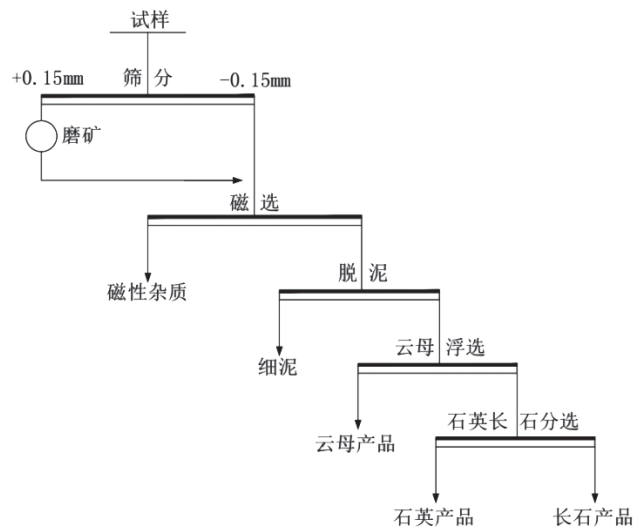 试样
+0.15mm 筛 分 -0.15mm
磨矿
磁 选
磁性杂质
脱 泥
细泥
云母 浮选
云母产品
石英长 石分选
石英产品 长石产品